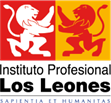 Instituto Profesional
Los Leones
SAPIENTIA ET HUMANITAS